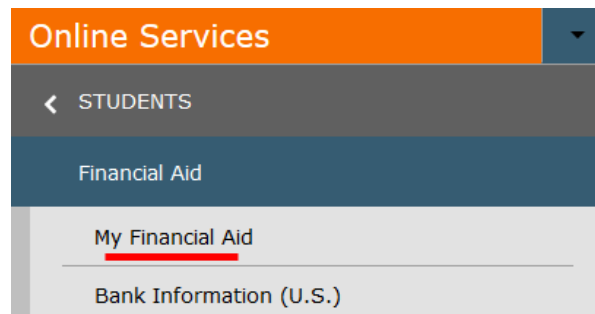 Online Services
STUDENTS
Financial Aid
My Financial Aid
Bank Information (U.S.)